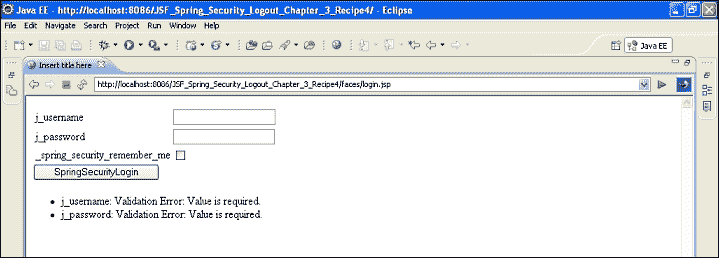 Java EE - http://localhost:8086/JSF_Spring_Security_Logout_Chapter_3_Recipe4/ - Eclipse
File Edit Navigate Search Project Run Window Help
Java EE
Insert title here
http://localhost:8086/JSF_Spring_Security_Logout_Chapter_3_Recipe4/faces/login.jsp
j_username
j_password
_spring_security_remember_me
SpringSecurityLogin
• j_username: Validation Error: Value is required.
• j_password: Validation Error: Value is required.